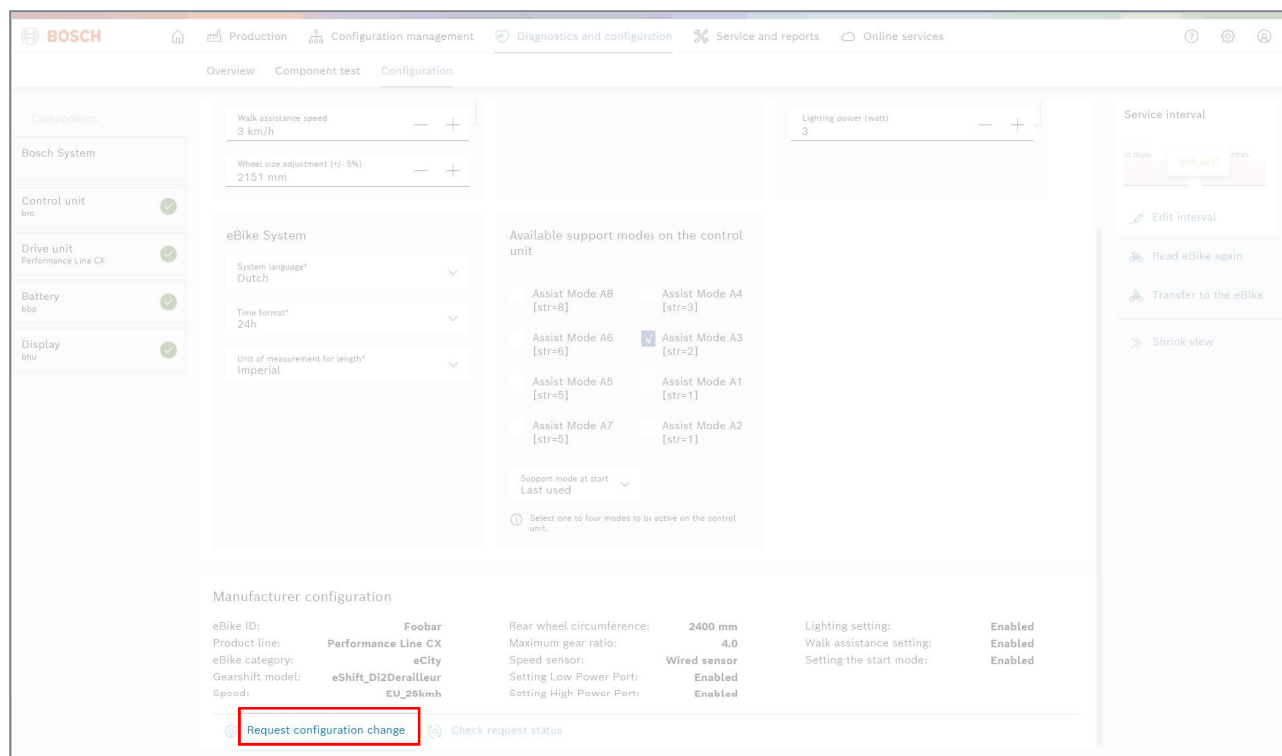 BOSCH
Production
Configuration management
Diagnostics and configuration
Service and reports
Online services
Overview
Component test
Configuration
Components
Bosch System
Control unit
brc
Drive unit
Performance Line CX
Battery
bbp
Display
bhu
Walk assistance speed
3 km/h
Wheel size adjustment (+/- 5%)
2151 mm
Lighting power (watt)
3
eBike System
System language*
Dutch
Time format*
24h
Unit of measurement for length*
Imperial
Available support modes on the control
unit
Assist Mode A8
[str=8]
Assist Mode A4
[str=3]
Assist Mode A6
[str=6]
Assist Mode A3
[str=2]
Assist Mode A5
[str=5]
Assist Mode A1
[str=1]
Assist Mode A7
[str=5]
Assist Mode A2
[str=1]
Support mode at start
Last used
Select one to four modes to be active on the control
unit.
Service interval
in days
Not set!
Edit interval
Read eBike again
Transfer to the eBike
Shrink view
Manufacturer configuration
eBike ID: Foobar
Product line: Performance Line CX
eBike category: eCity
Gearshift model: eShift_Di2Derailleur
Speed: EU_25kmh
Rear wheel circumference: 2400 mm
Maximum gear ratio: 4.0
Speed sensor: Wired sensor
Setting Low Power Port: Enabled
Setting High Power Port: Enabled
Lighting setting: Enabled
Walk assistance setting: Enabled
Setting the start mode: Enabled
Request configuration change
Check request status